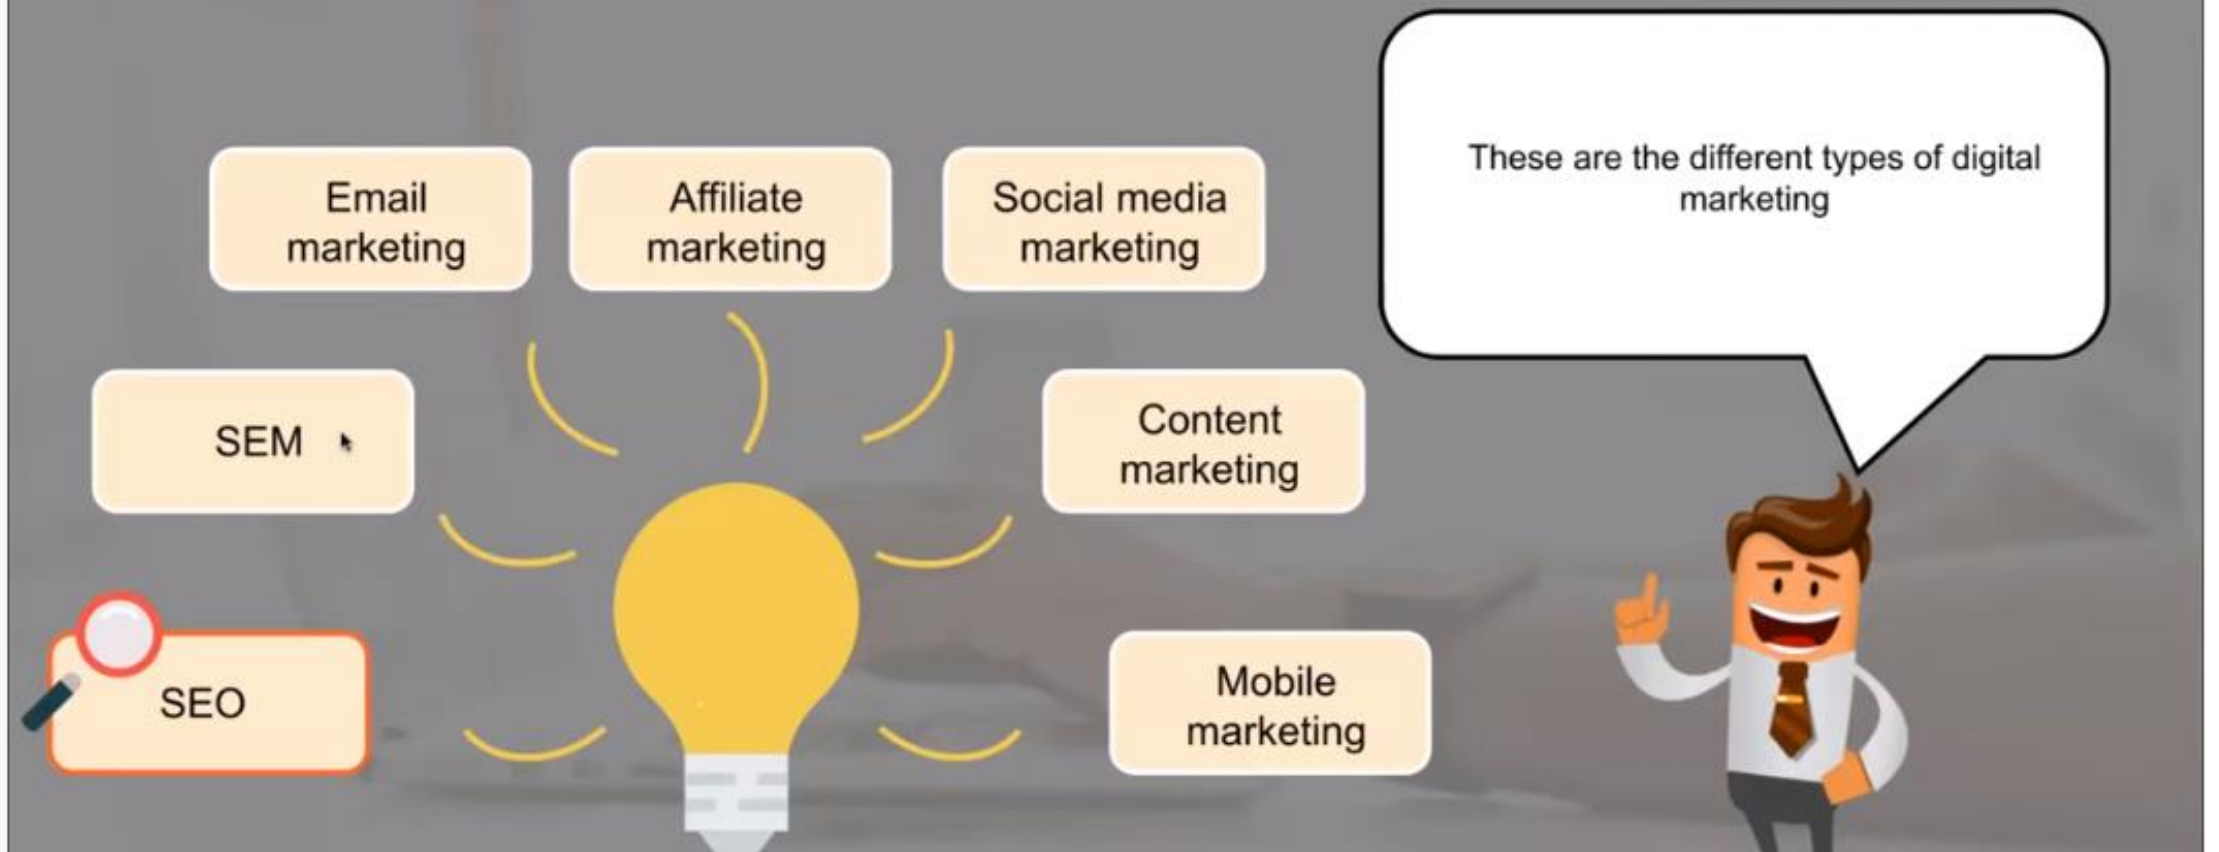 Email
marketing
Affiliate
marketing
Social media
marketing
These are the different types of digital
marketing
SEM
Content
marketing
SEO
Mobile
marketing